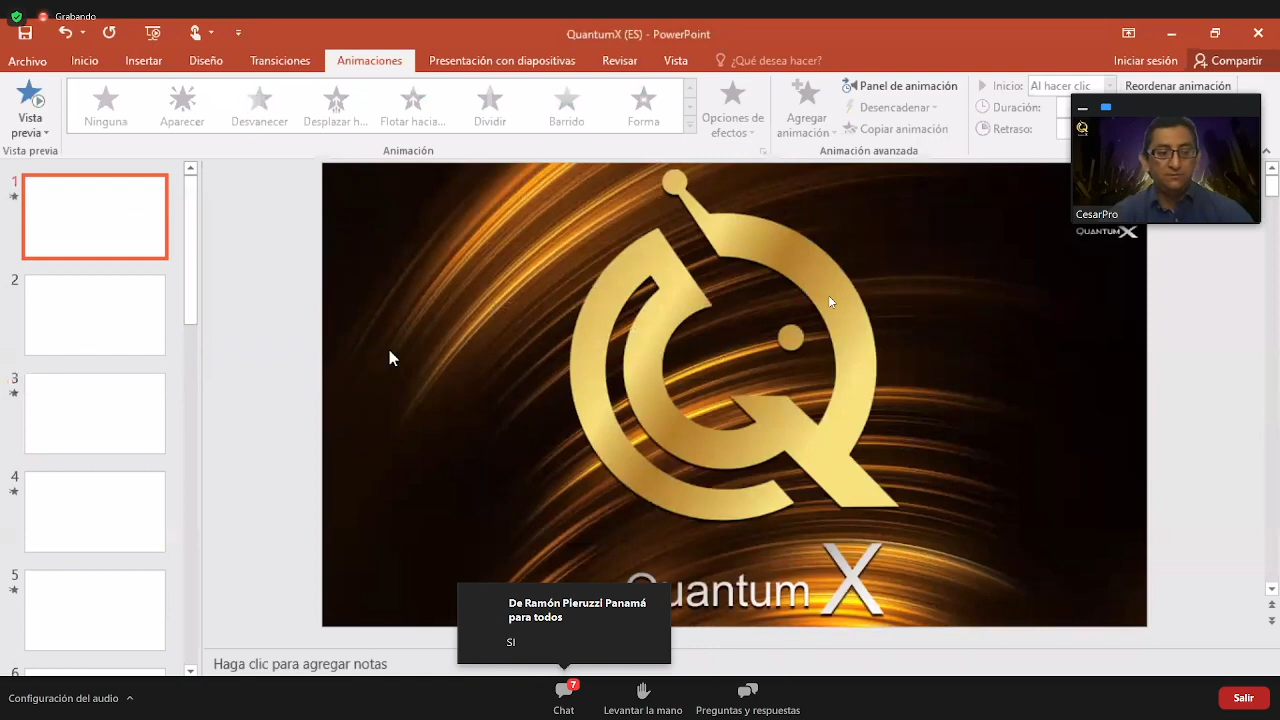 Grabando
QuantumX (ES) - PowerPoint
Archivo Inicio Insertar Diseño Transiciones Animaciones Presentación con diapositivas Revisar Vista ¿Qué desea hacer? Iniciar sesión Compartir
Vista previa
Ninguna Aparecer Desvanecer Desplazar h... Flotar hacia... Dividir Barrido Forma
Opciones de efectos
Agregar animación
Panel de animación
Desencadenar
Copiar animación
Inicio: Al hacer clic
Duración:
Retraso:
Reordenar animación
Vista previa Animación Animación avanzada
CesarPro
QUANTUMX
1
2
3
4
5
6
Quantum X
De Ramón Pieruzzi Panamá
para todos
SI
Haga clic para agregar notas
Configuración del audio
7
Chat
Levantar la mano
Preguntas y respuestas
Salir